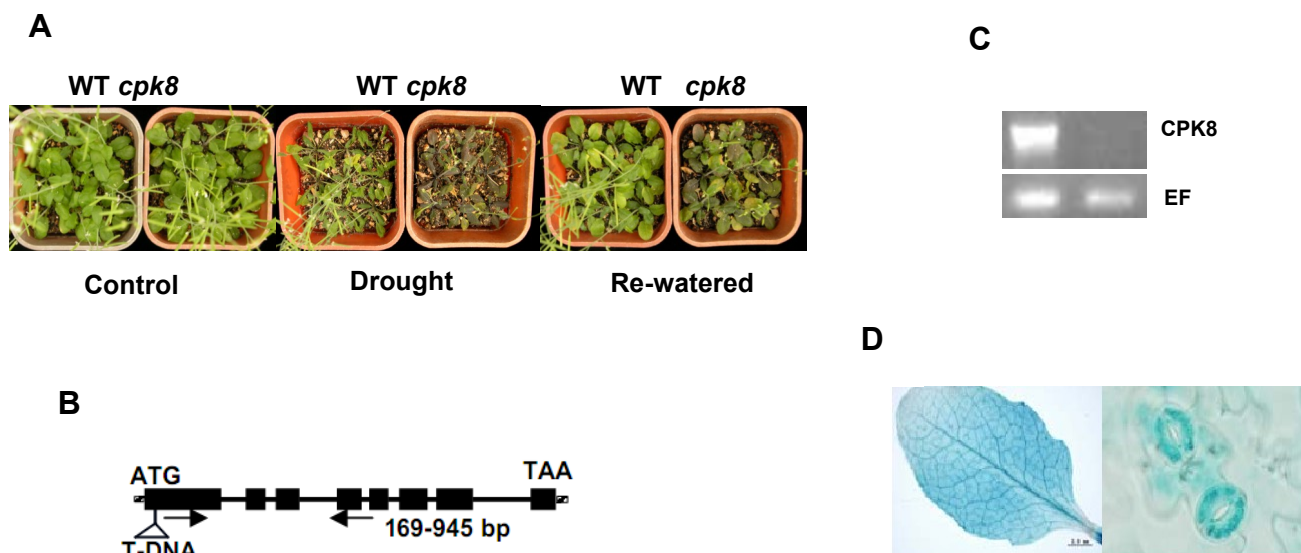 A
WT cpk8
WT cpk8
WT cpk8
Control
Drought
Re-watered
B
ATG
TAA
169-945 bp
T-DNA
C
CPK8
EF
D